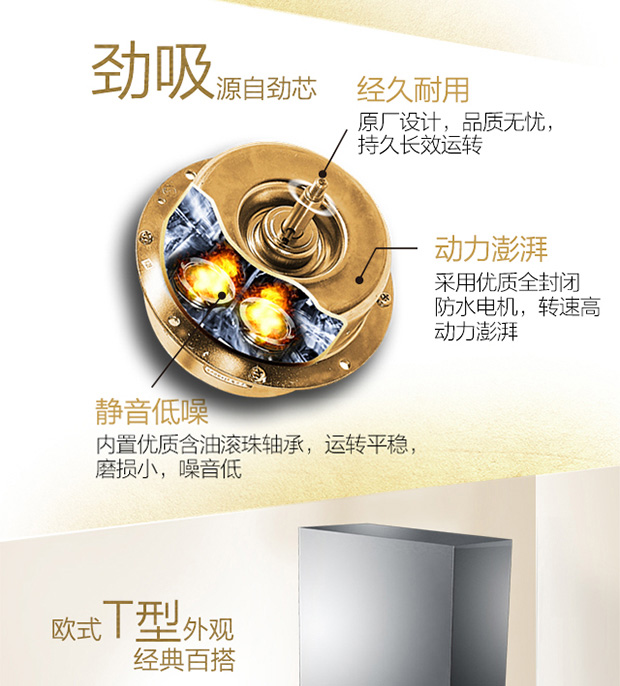 劲吸源自劲芯
经久耐用
原厂设计，品质无忧，
持久长效运转
动力澎湃
采用优质全封闭
防水电机，转速高
动力澎湃
静音低噪
内置优质含油滚珠轴承，运转平稳，
磨损小，噪音低
欧式T型外观
经典百搭